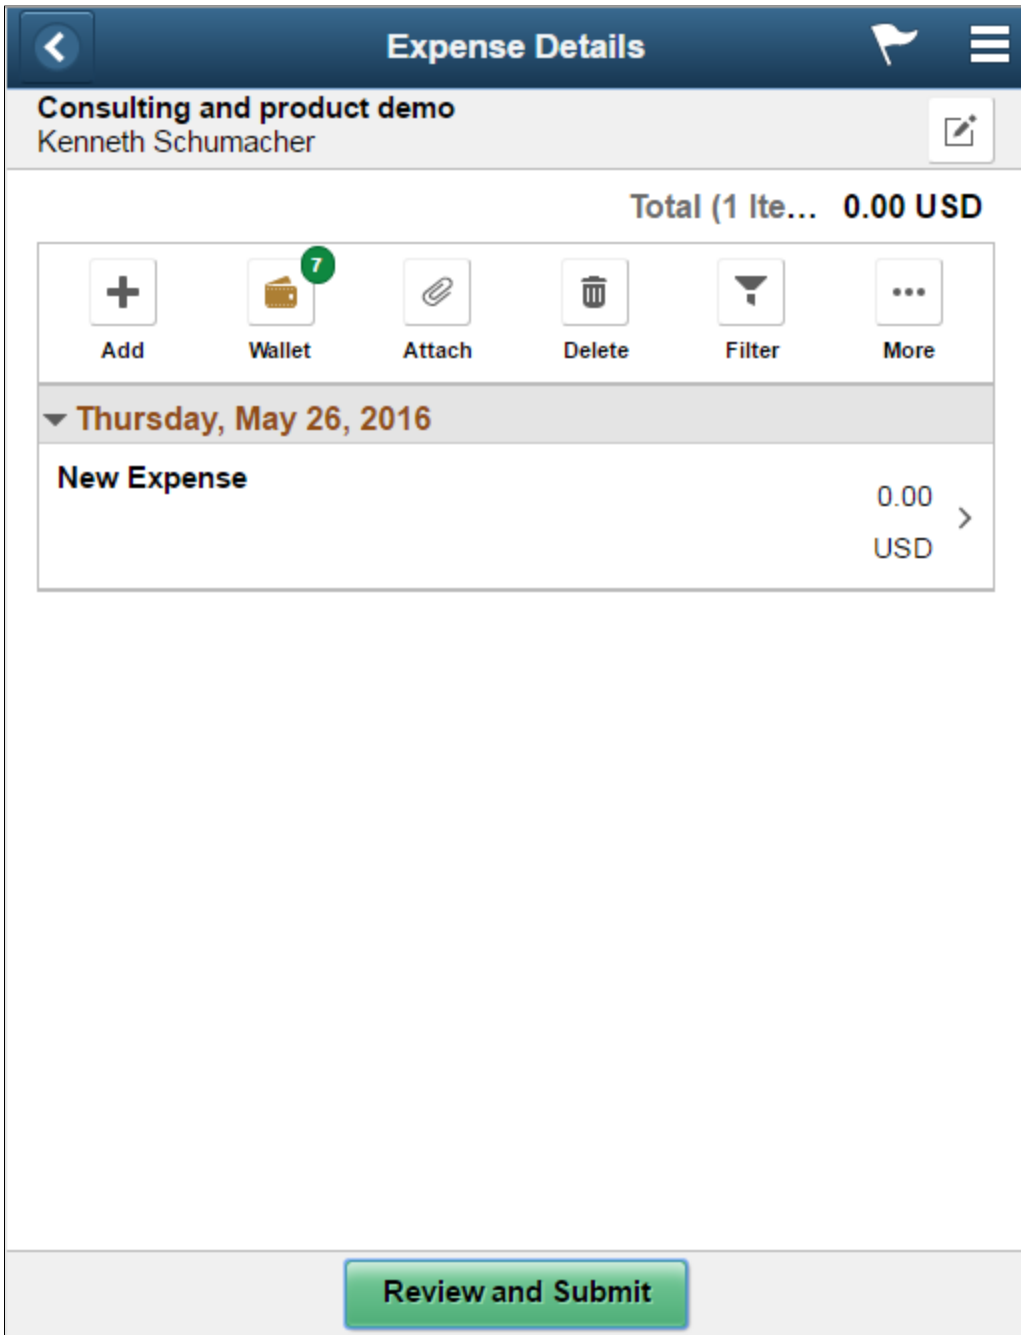 Expense Details
Consulting and product demo
Kenneth Schumacher
Total (1 Ite... 0.00 USD
7
Add Wallet Attach Delete Filter More
Thursday, May 26, 2016
New Expense
0.00
USD
Review and Submit